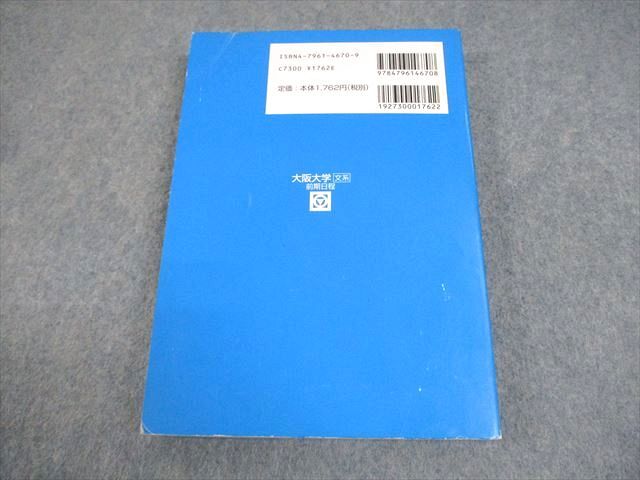 ISBN4-7961-4670-9
C7300 ¥1762E
定価：本体1,762円(税別)
9784796146708
1927300017622
大阪大学 文系
前期日程